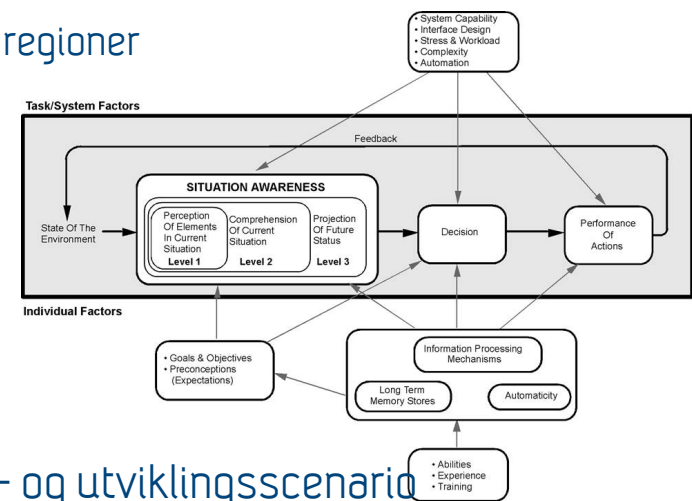 regioner
• System Capability
• Interface Design
• Stress & Workload
• Complexity
• Automation
Task/System Factors
Feedback
SITUATION AWARENESS
State Of The
Environment
Perception
Of Elements
In Current
Situation
Level 1
Comprehension
Of Current
Situation
Level 2
Projection
Of Future
Status
Level 3
Decision
Performance
Of
Actions
Individual Factors
• Goals & Objectives
• Preconceptions
(Expectations)
Information Processing
Mechanisms
Long Term
Memory Stores
Automaticity
• Abilities
• Experience
• Training
- og utviklingsscenario